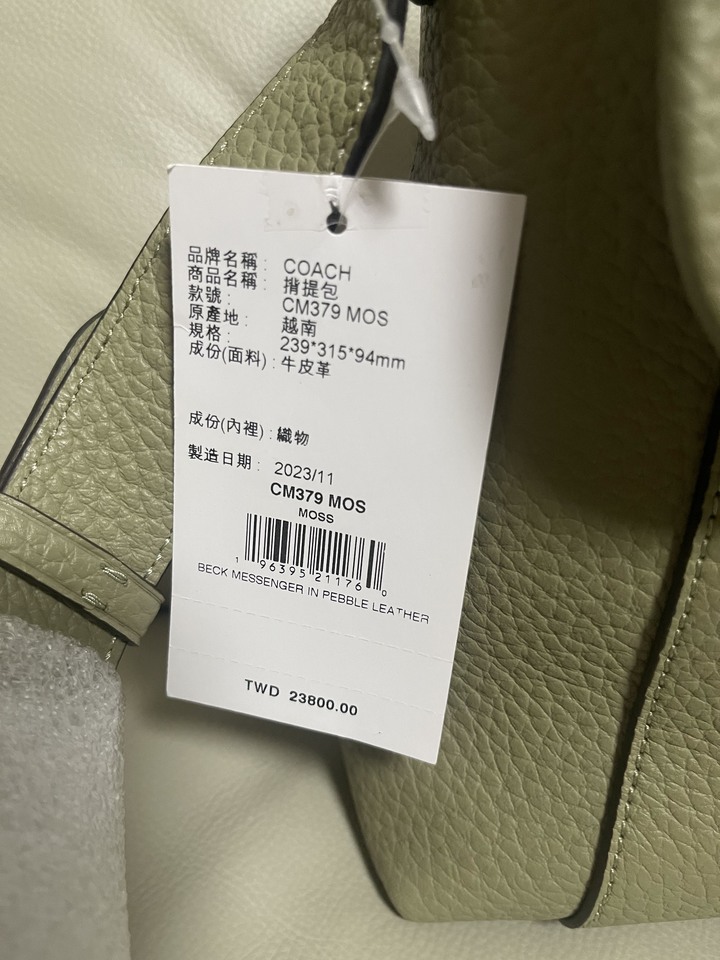 品牌名稱: COACH
商品名稱: 揹提包
款號: CM379 MOS
原產地: 越南
規格: 239*315*94mm
成份(面料): 牛皮革
成份(內裡): 織物
製造日期: 2023/11
CM379 MOS
MOSS
1 96395 21176 0
BECK MESSENGER IN PEBBLE LEATHER
TWD 23800.00